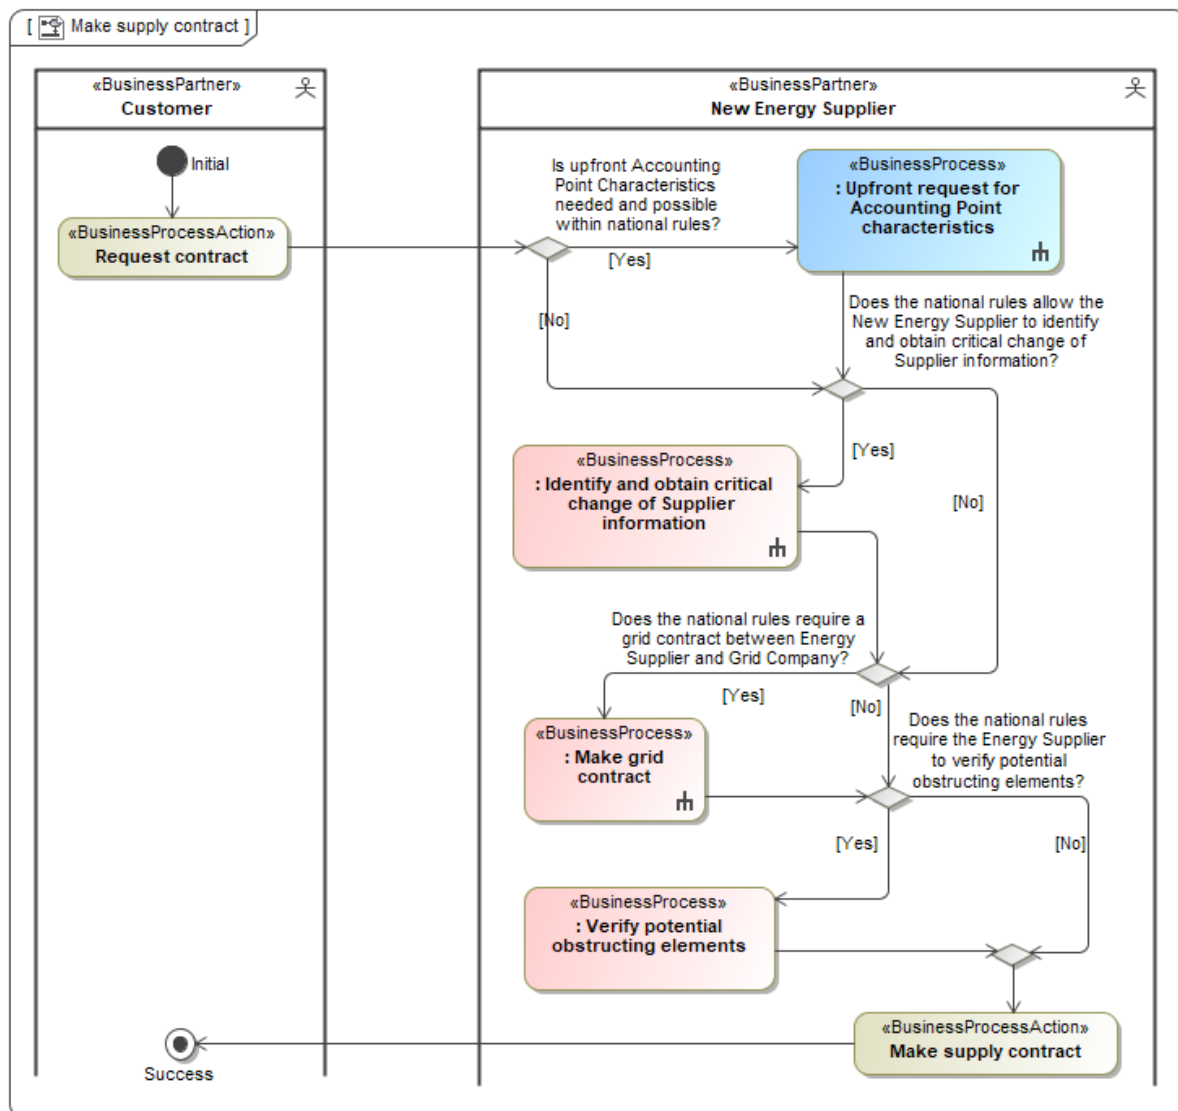 [ Make supply contract ]
«BusinessPartner»
Customer
«BusinessPartner»
New Energy Supplier
Initial
«BusinessProcessAction»
Request contract
Is upfront Accounting
Point Characteristics
needed and possible
within national rules?
[Yes]
[No]
«BusinessProcess»
: Upfront request for
Accounting Point
characteristics
Does the national rules allow the
New Energy Supplier to identify
and obtain critical change of
Supplier information?
[Yes]
[No]
«BusinessProcess»
: Identify and obtain critical
change of Supplier
information
Does the national rules require a
grid contract between Energy
Supplier and Grid Company?
[Yes]
[No]
«BusinessProcess»
: Make grid
contract
Does the national rules
require the Energy Supplier
to verify potential
obstructing elements?
[Yes]
[No]
«BusinessProcess»
: Verify potential
obstructing elements
«BusinessProcessAction»
Make supply contract
Success